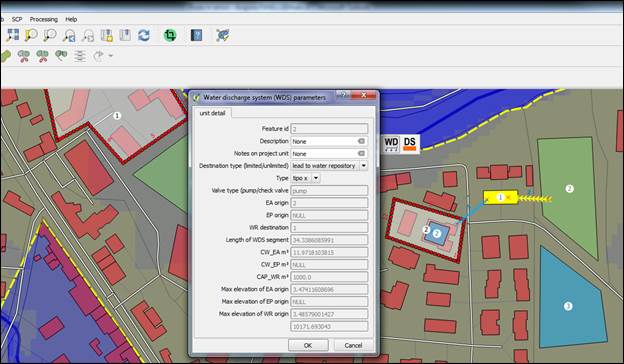 SCP Processing Help
Water discharge system (WDS) parameters
unit detail
Feature id 2
Description None
Notes on project unit None
Destination type (limited/unlimited) lead to water repository
Type tipo x
Valve type (pump/check valve) pump
EA origin 2
EP origin NULL
WR destination 1
Length of WDS segment 34.3386085991
CW_EA m³ 11.9718103815
CW_EP m³ NULL
CAP_WR m³ 1000.0
Max elevation of EA origin 3.47411608696
Max elevation of EP origin NULL
Max elevation of WR origin 3.48579001427
10171.693043
OK Cancel
WD DS
1
2
2
1
2
3